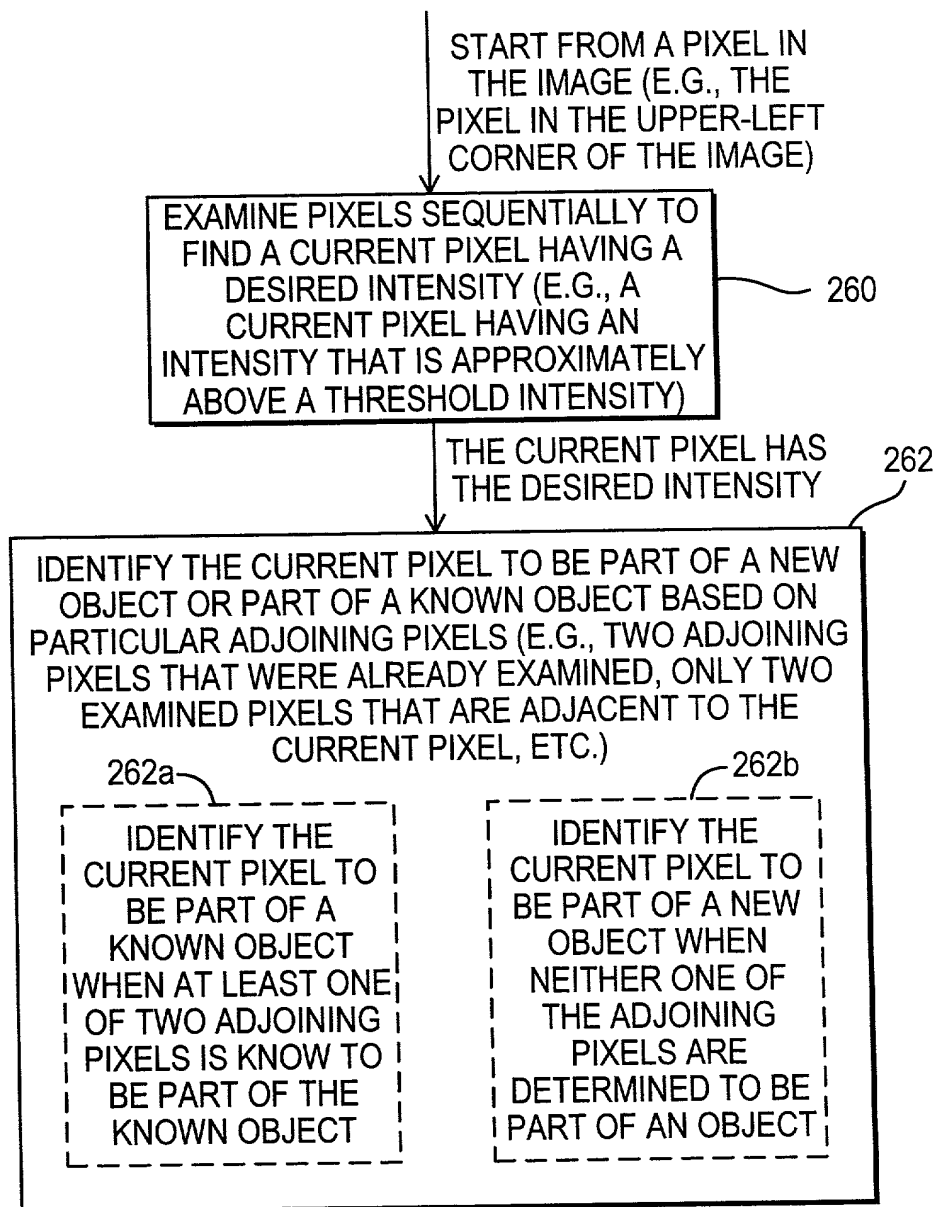 START FROM A PIXEL IN
THE IMAGE (E.G., THE
PIXEL IN THE UPPER-LEFT
CORNER OF THE IMAGE)
EXAMINE PIXELS SEQUENTIALLY TO
FIND A CURRENT PIXEL HAVING A
DESIRED INTENSITY (E.G., A
CURRENT PIXEL HAVING AN
INTENSITY THAT IS APPROXIMATELY
ABOVE A THRESHOLD INTENSITY)
260
THE CURRENT PIXEL HAS
THE DESIRED INTENSITY
262
IDENTIFY THE CURRENT PIXEL TO BE PART OF A NEW
OBJECT OR PART OF A KNOWN OBJECT BASED ON
PARTICULAR ADJOINING PIXELS (E.G., TWO ADJOINING
PIXELS THAT WERE ALREADY EXAMINED, ONLY TWO
EXAMINED PIXELS THAT ARE ADJACENT TO THE
CURRENT PIXEL, ETC.)
262a
IDENTIFY THE
CURRENT PIXEL TO
BE PART OF A
KNOWN OBJECT
WHEN AT LEAST ONE
OF TWO ADJOINING
PIXELS IS KNOW TO
BE PART OF THE
KNOWN OBJECT
262b
IDENTIFY THE
CURRENT PIXEL TO
BE PART OF A NEW
OBJECT WHEN
NEITHER ONE OF
THE ADJOINING
PIXELS ARE
DETERMINED TO BE
PART OF AN OBJECT